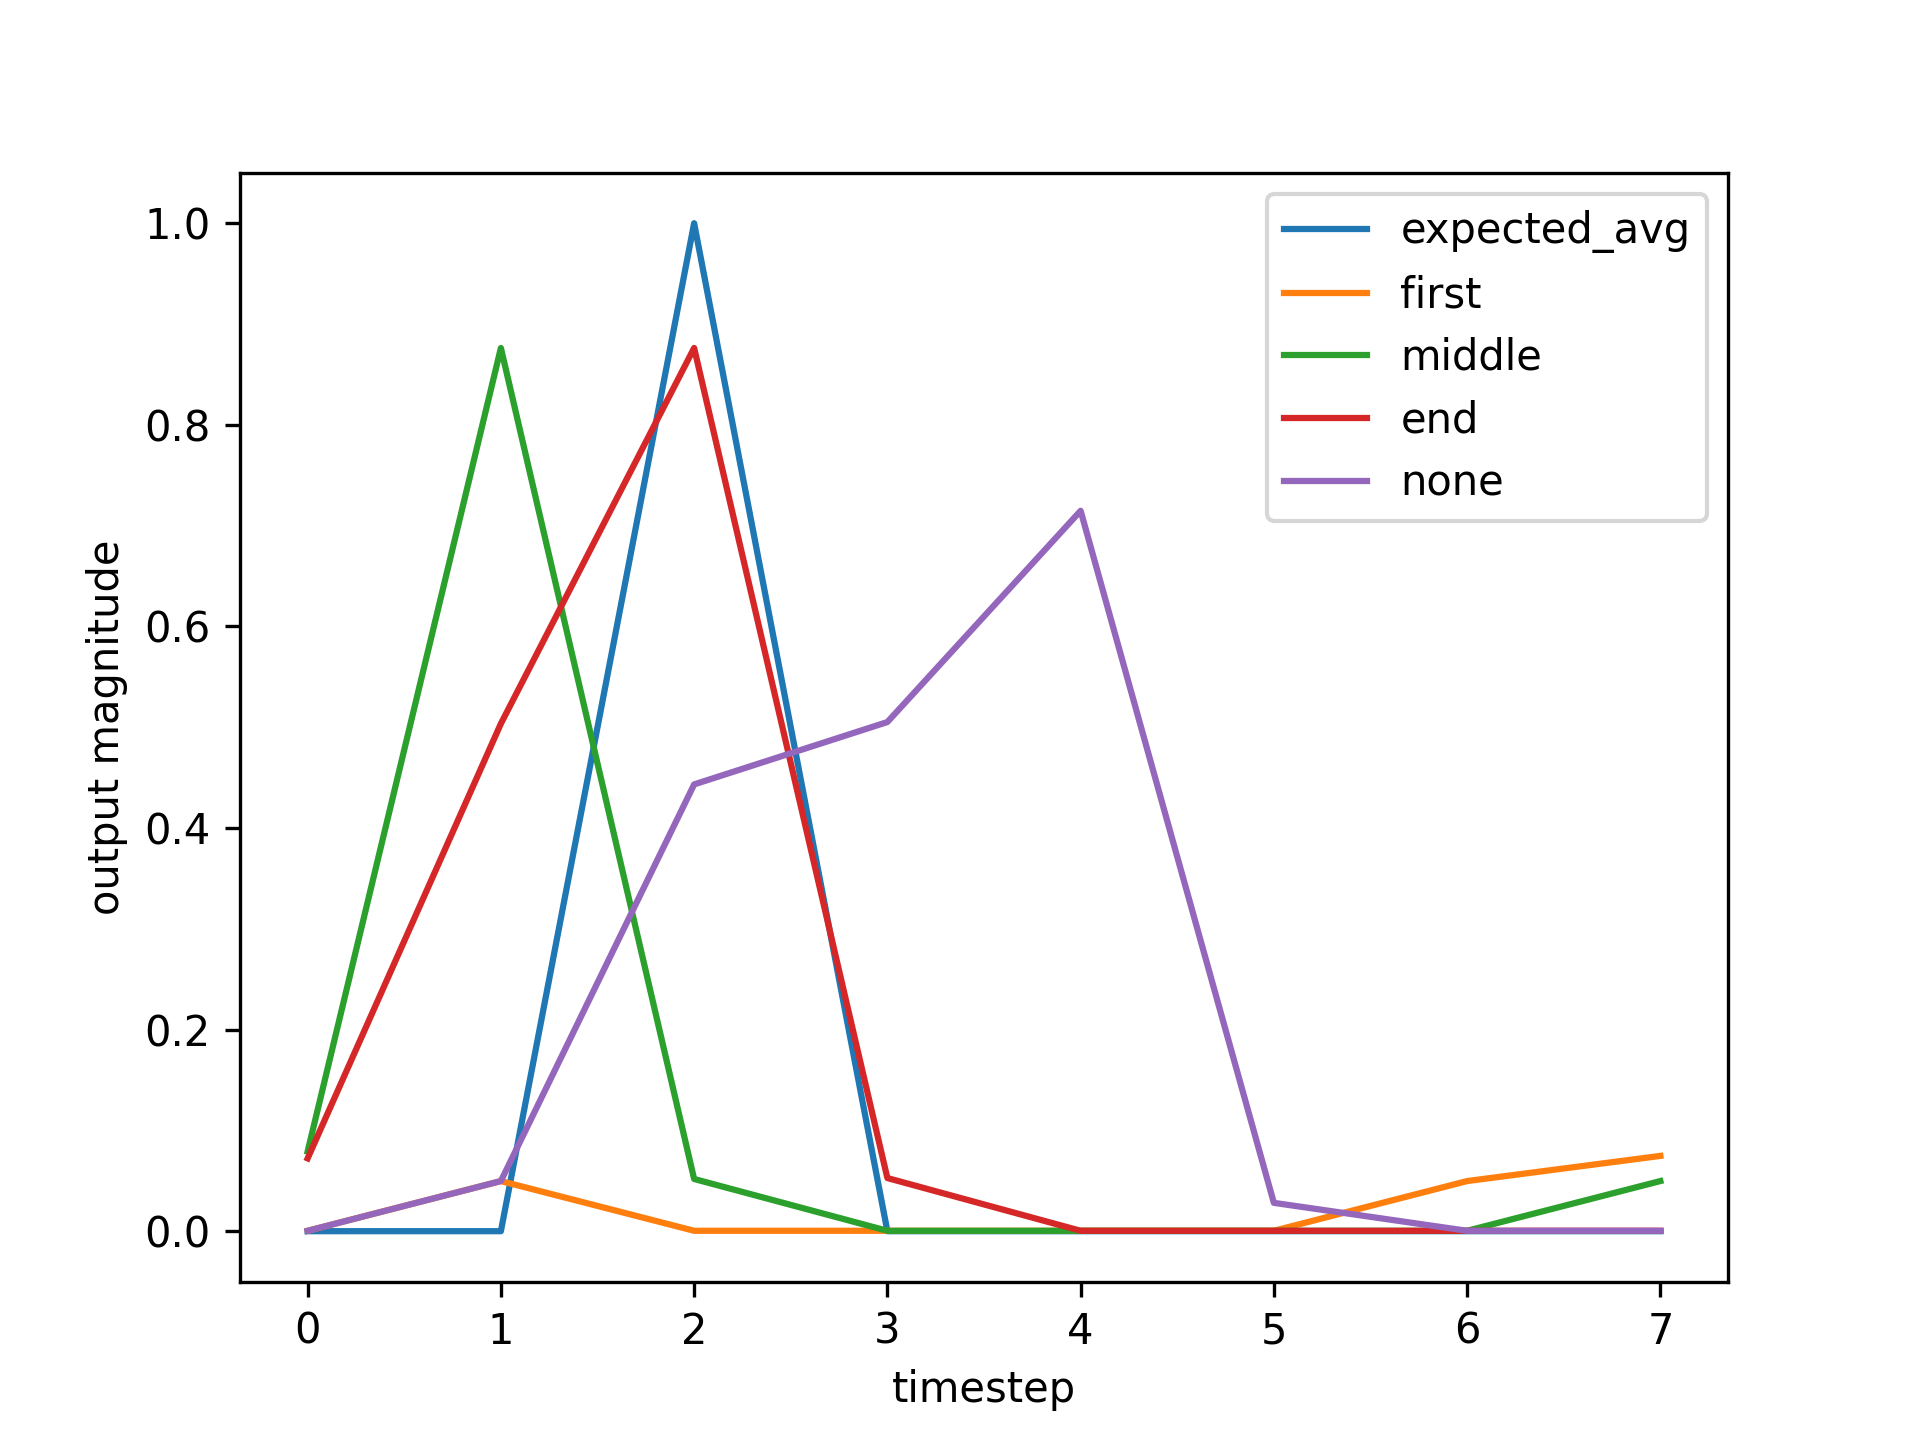 output magnitude
1.0
0.8
0.6
0.4
0.2
0.0
expected_avg
first
middle
end
none
0 1 2 3 4 5 6 7
timestep